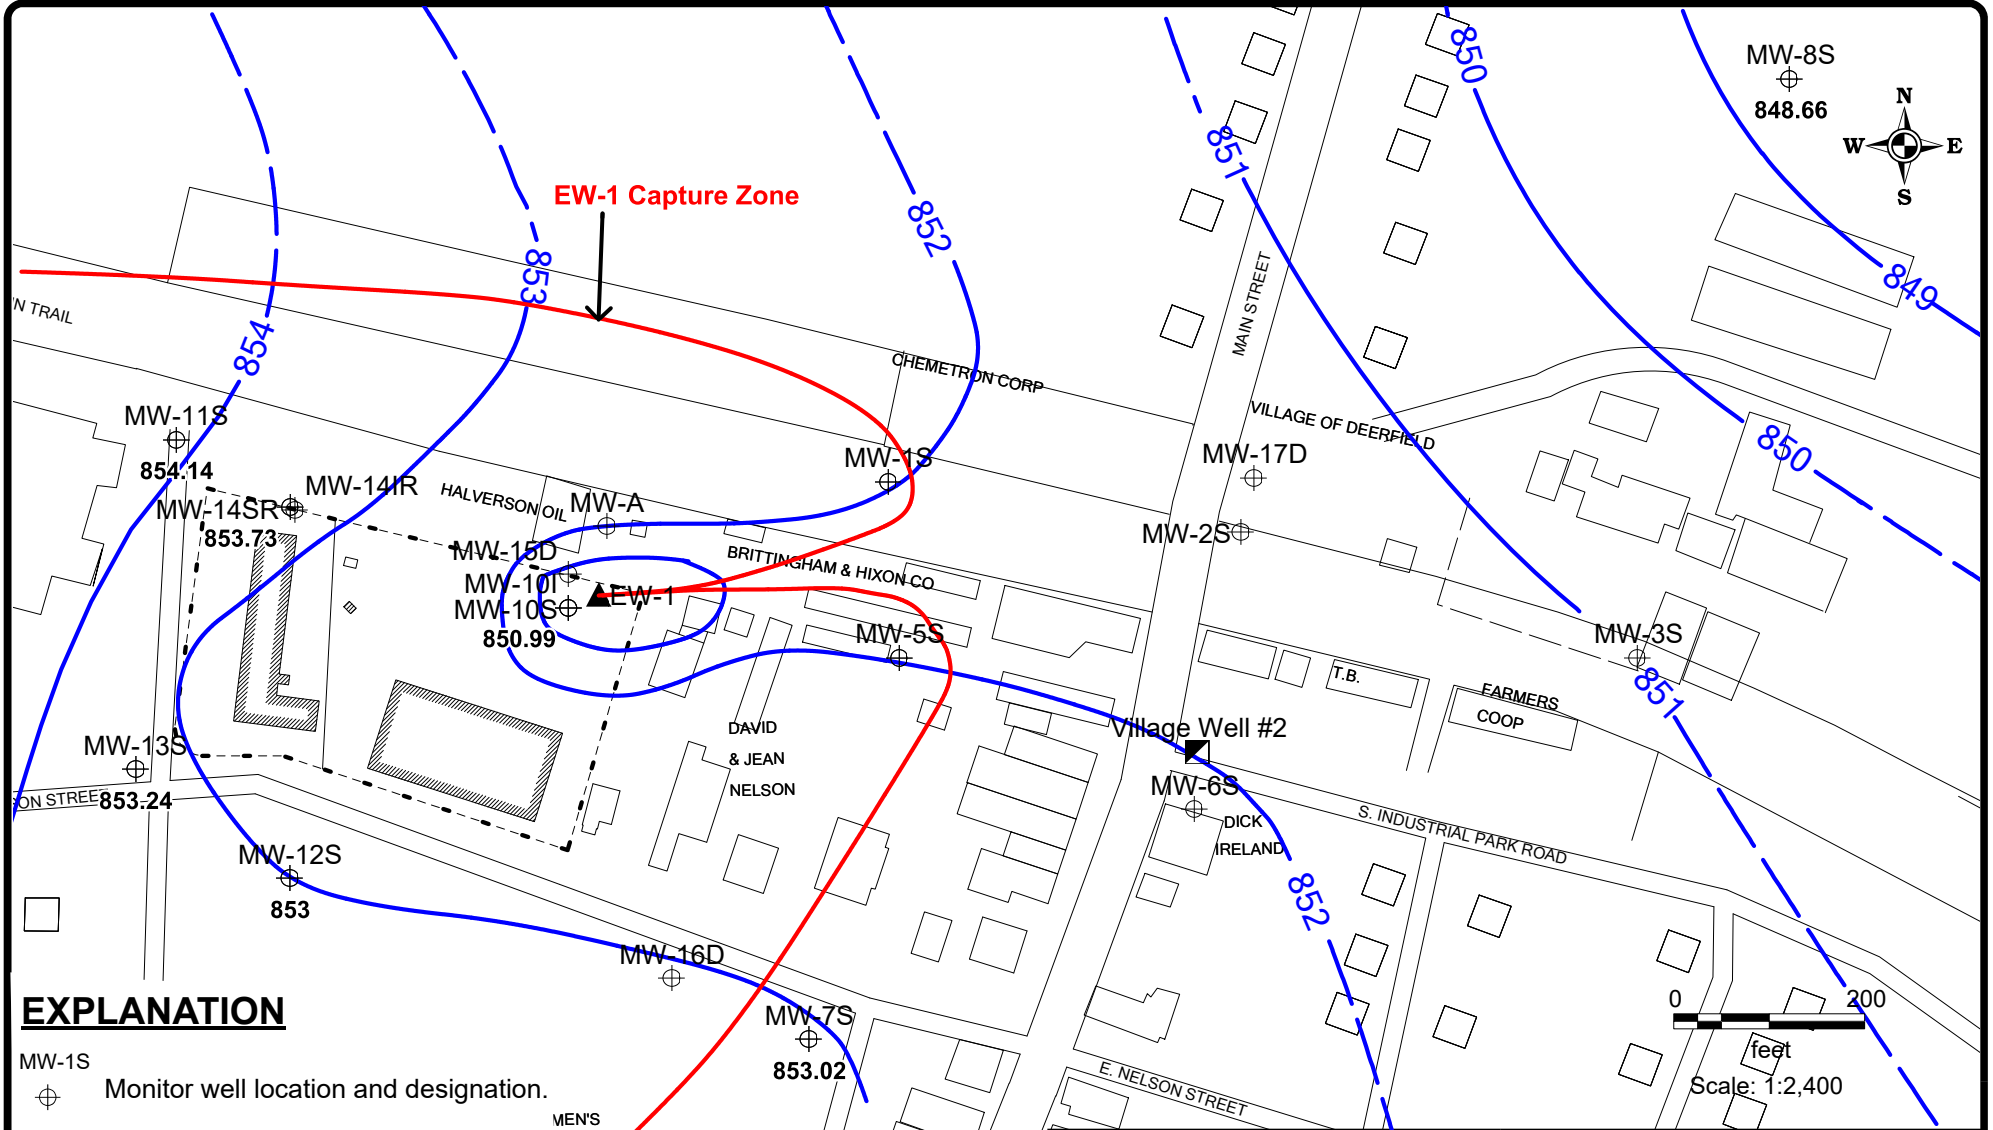 850
MW-8S
848.66
N
W
E
S
851
EW-1 Capture Zone
852
853
849
MAIN STREET
N TRAIL
854
CHEMETRON CORP
VILLAGE OF DEERFIELD
850
MW-11S
854.14
MW-1S
MW-17D
MW-14IR
HALVERSON OIL
MW-A
MW-14SR
853.73
MW-2S
MW-15D
BRITTINGHAM & HIXON CO
MW-10I
EW-1
MW-10S
850.99
MW-5S
MW-3S
T.B.
FARMERS
COOP
851
DAVID
& JEAN
NELSON
Village Well #2
MW-13S
853.24
ON STREET
MW-6S
DICK
IRELAND
S. INDUSTRIAL PARK ROAD
MW-12S
853
852
MW-16D
MW-7S
853.02
E. NELSON STREET
0 200
feet
Scale: 1:2,400
EXPLANATION
MW-1S
Monitor well location and designation.
MEN'S